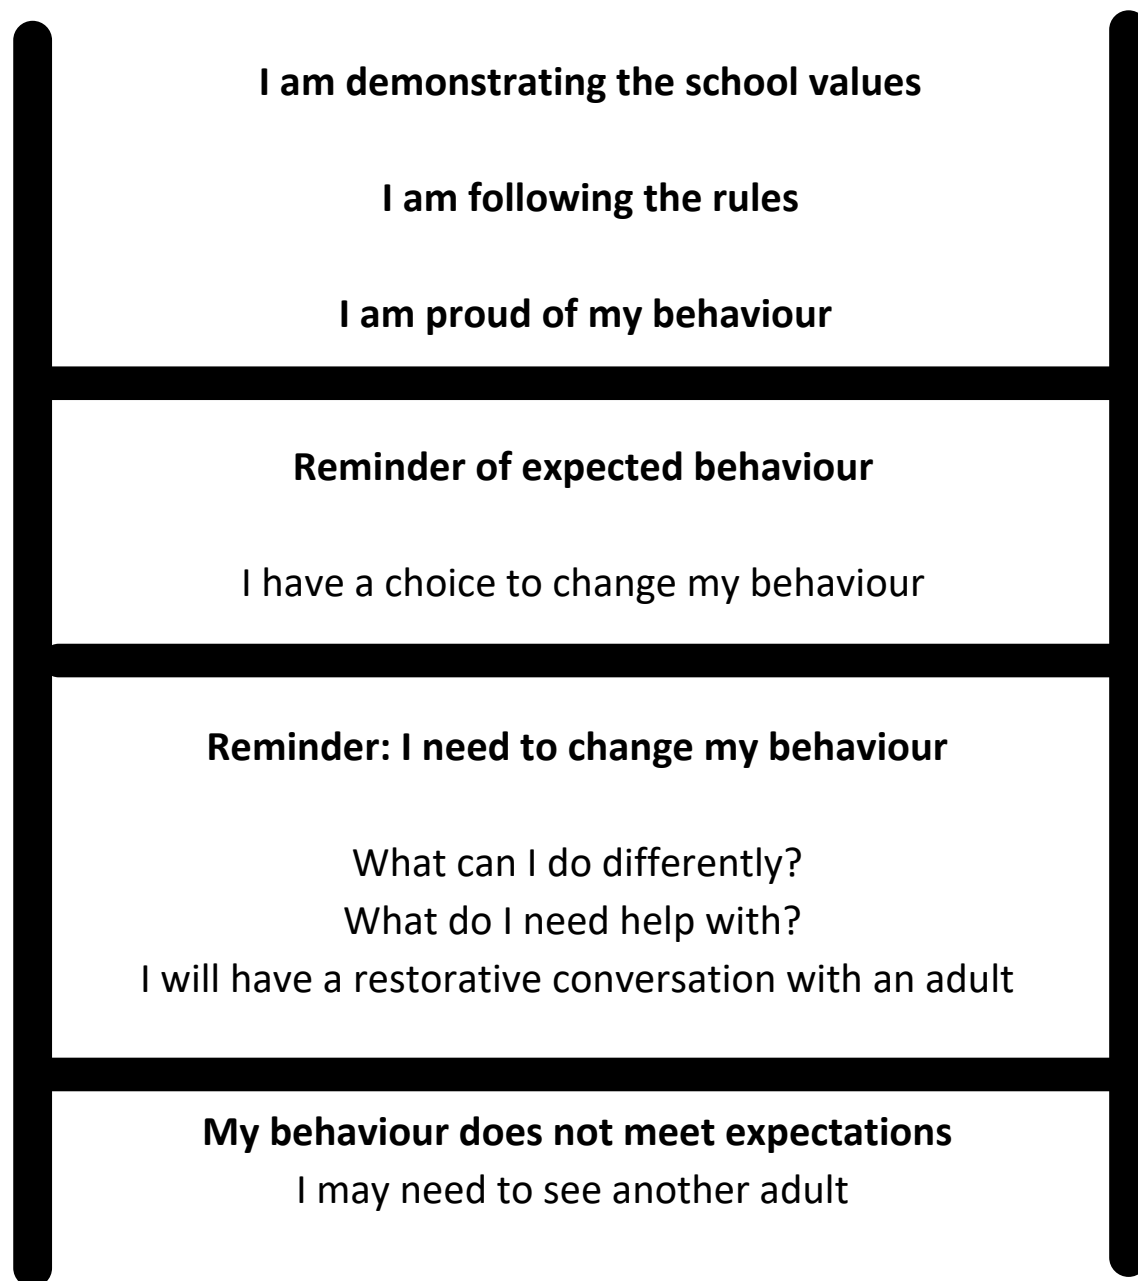 I am demonstrating the school values
I am following the rules
I am proud of my behaviour
Reminder of expected behaviour
I have a choice to change my behaviour
Reminder: I need to change my behaviour
What can I do differently?
What do I need help with?
I will have a restorative conversation with an adult
My behaviour does not meet expectations
I may need to see another adult